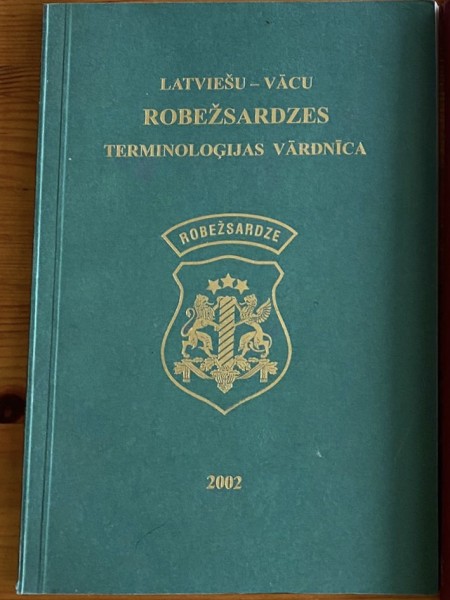 LATVIEŠU – VĀCU
ROBEŽSARDZES
TERMINOLOĢIJAS VĀRDNĪCA
ROBEŽSARDZE
2002